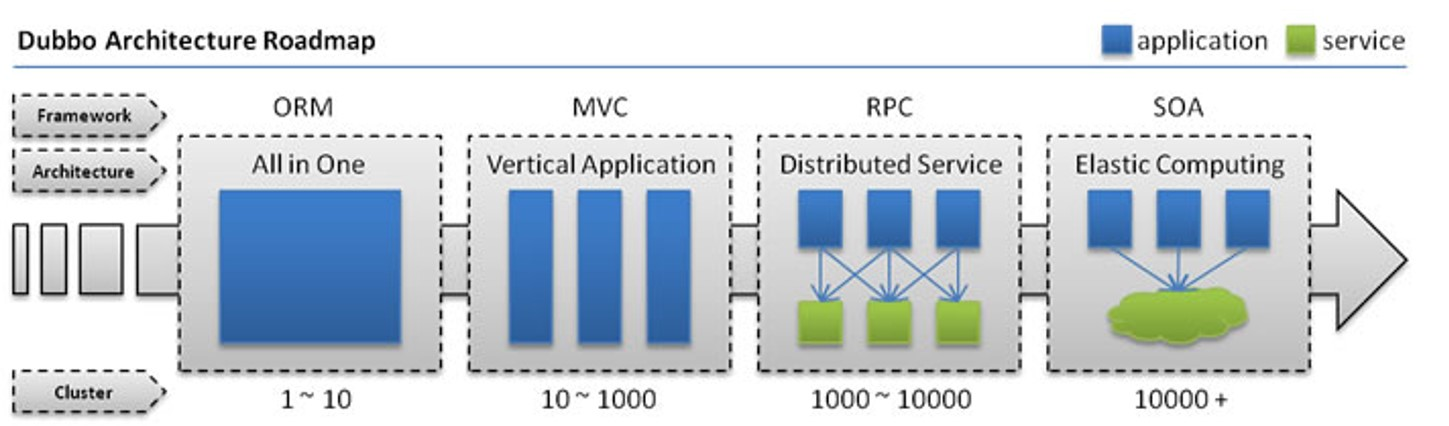 Dubbo Architecture Roadmap
application service
Framework ORM MVC RPC SOA
Architecture All in One Vertical Application Distributed Service Elastic Computing
Cluster 1 ~ 10 10 ~ 1000 1000 ~ 10000 10000 +